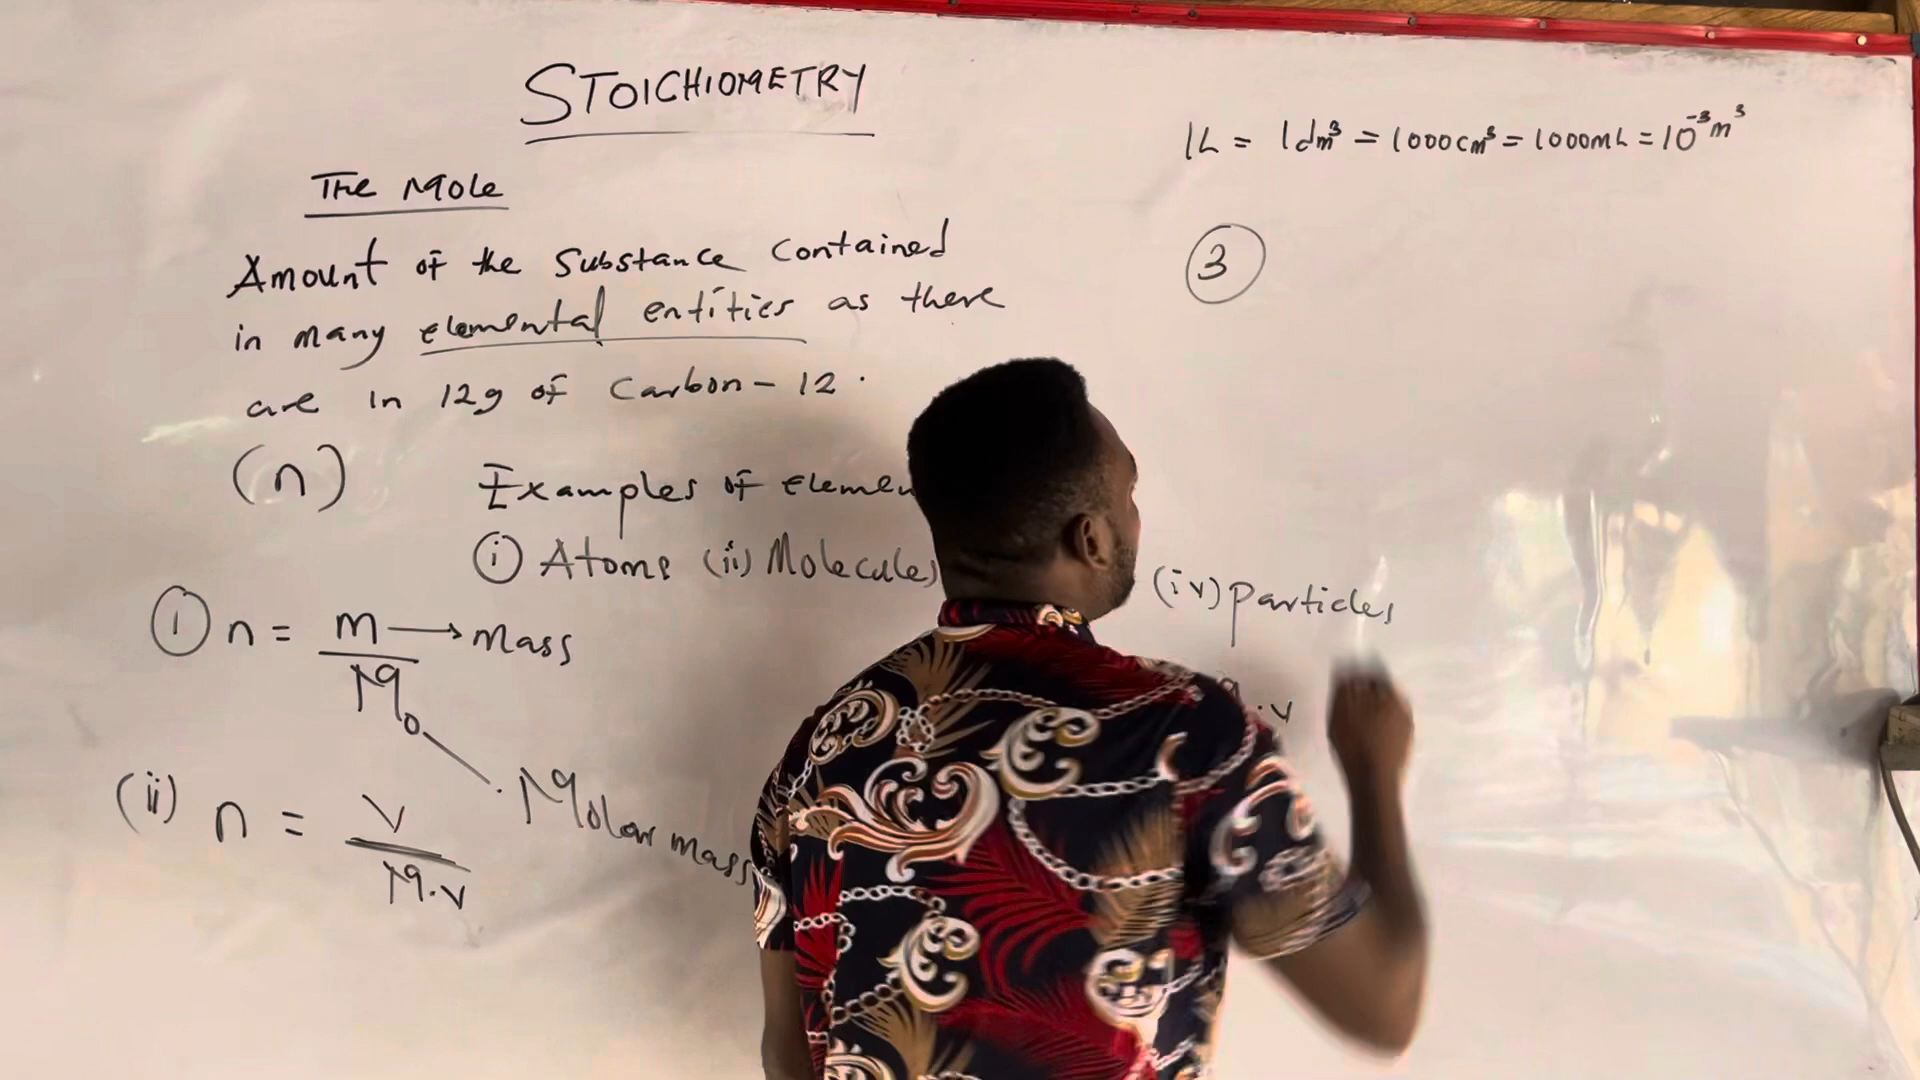 STOICHIOMETRY
The Mole
Amount of the Substance Contained
in many elemental entities as there
are in 12g of Carbon-12.
(n)
Examples of
(i) Atoms (ii) Molecules (iv) particles
(1) n = m/M₀ → mass
Molar mass
(ii) n = v/M.v
.v
1L = 1dm³ = 1000cm³ = 1000mL = 10⁻³m³
(3)